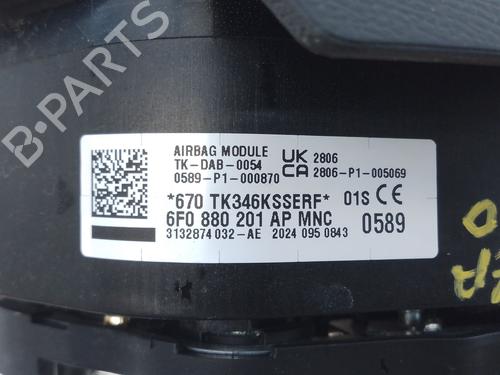 AIRBAG MODULE
TK-DAB-0054
0589-P1-000870
UK CA 2806
2806-P1-005069
*670 TK346KSSERF* 01S CE
6F0 880 201 AP MNC 0589
3132874 032-AE 2024 095 0843
B-PARTS